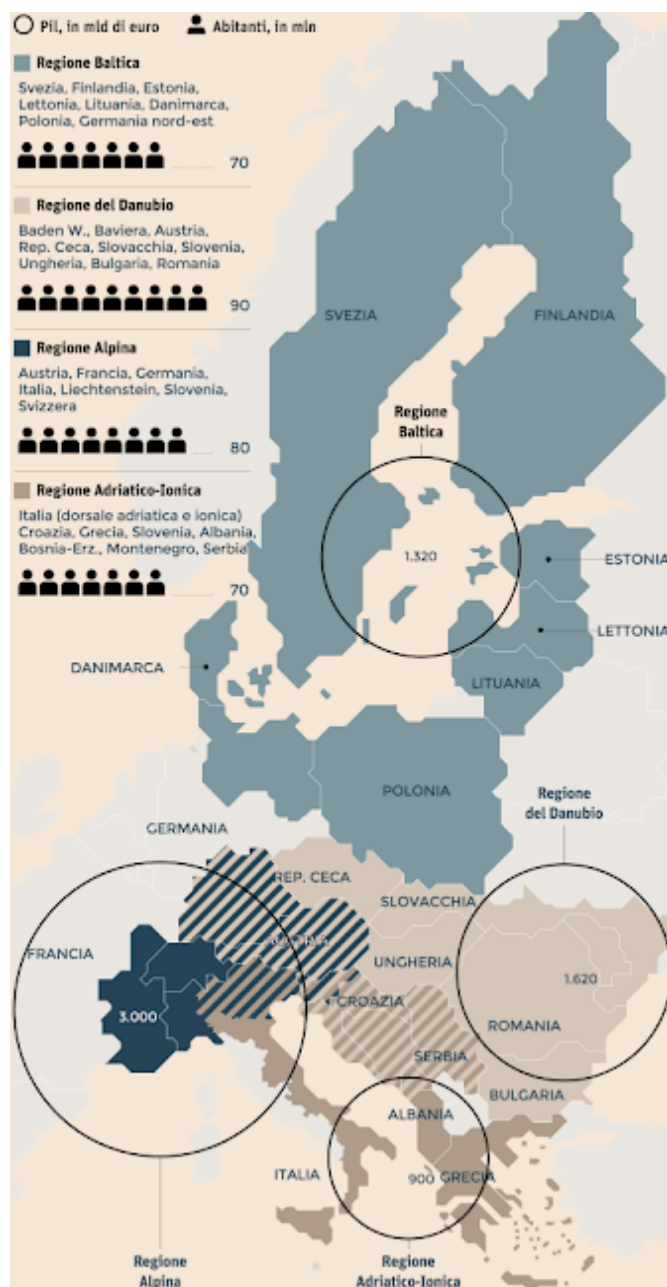 Pil, in mld di euro
Abitanti, in mln
Regione Baltica
Svezia, Finlandia, Estonia,
Lettonia, Lituania, Danimarca,
Polonia, Germania nord-est
70
Regione del Danubio
Baden W., Baviera, Austria,
Rep. Ceca, Slovacchia, Slovenia,
Ungheria, Bulgaria, Romania
90
Regione Alpina
Austria, Francia, Germania,
Italia, Liechtenstein, Slovenia,
Svizzera
80
Regione Adriatico-Ionica
Italia (dorsale adriatica e ionica)
Croazia, Grecia, Slovenia, Albania,
Bosnia-Erz., Montenegro, Serbia
70
SVEZIA
FINLANDIA
Regione
Baltica
1.320
ESTONIA
LETTONIA
DANIMARCA
LITUANIA
POLONIA
Regione
del Danubio
GERMANIA
REP. CECA
SLOVACCHIA
FRANCIA
UNGHERIA
1.620
CROAZIA
3.000
ROMANIA
SERBIA
BULGARIA
ALBANIA
ITALIA
900
GRECIA
Regione
Alpina
Regione
Adriatico-Ionica